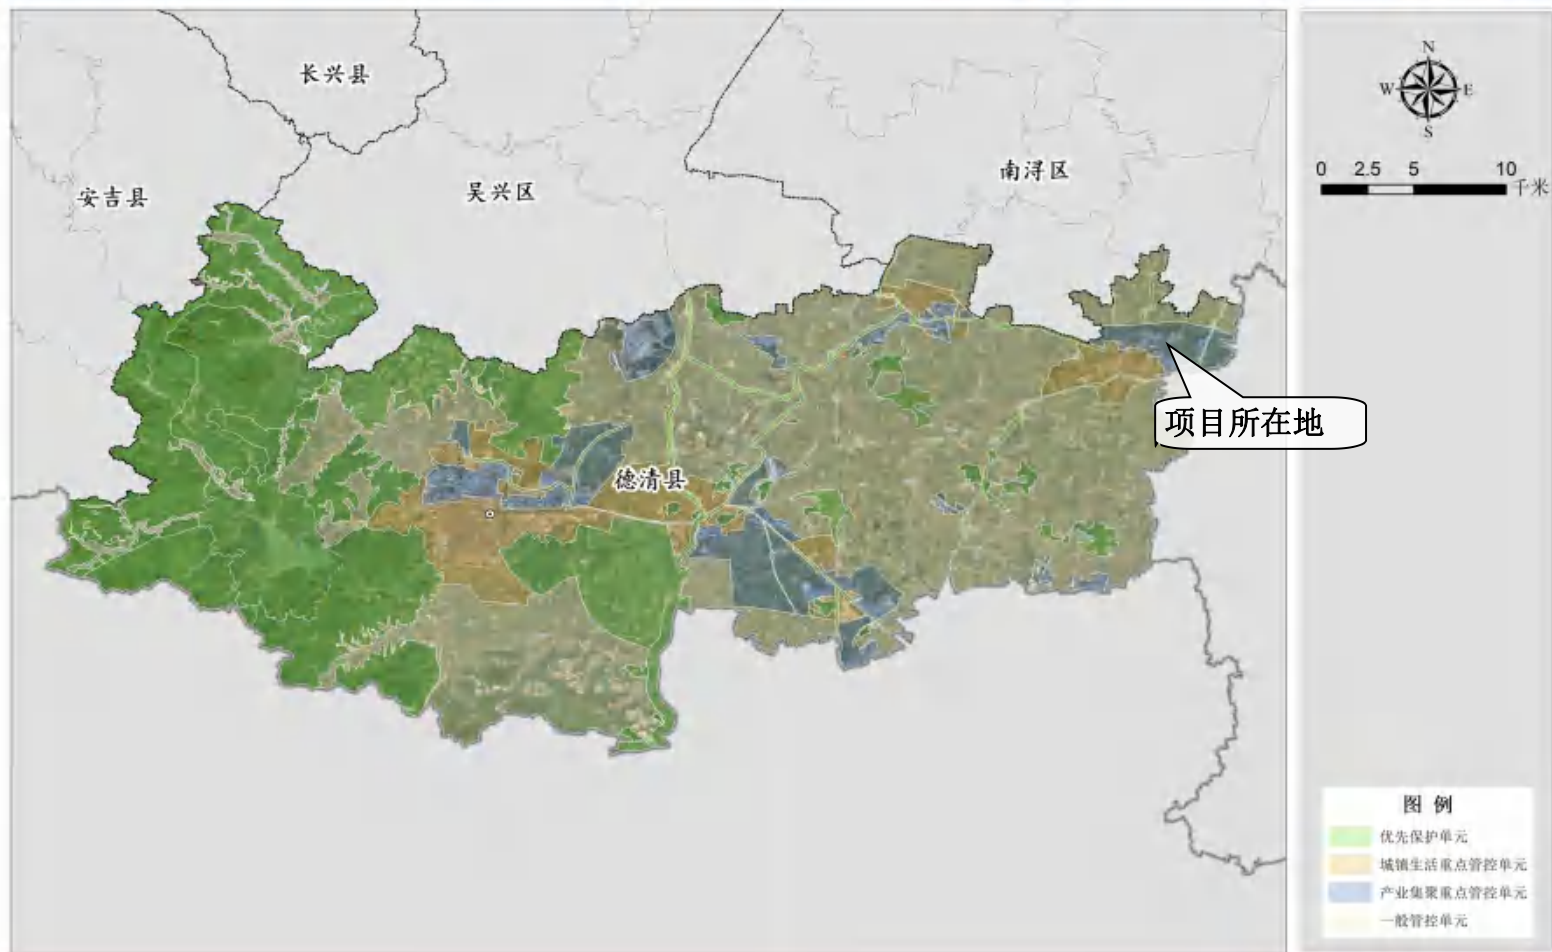 长兴县
安吉县
吴兴区
南浔区
德清县
项目所在地
N
W E
S
0 2.5 5 10
千米
图 例
优先保护单元
城镇生活重点管控单元
产业集聚重点管控单元
一般管控单元